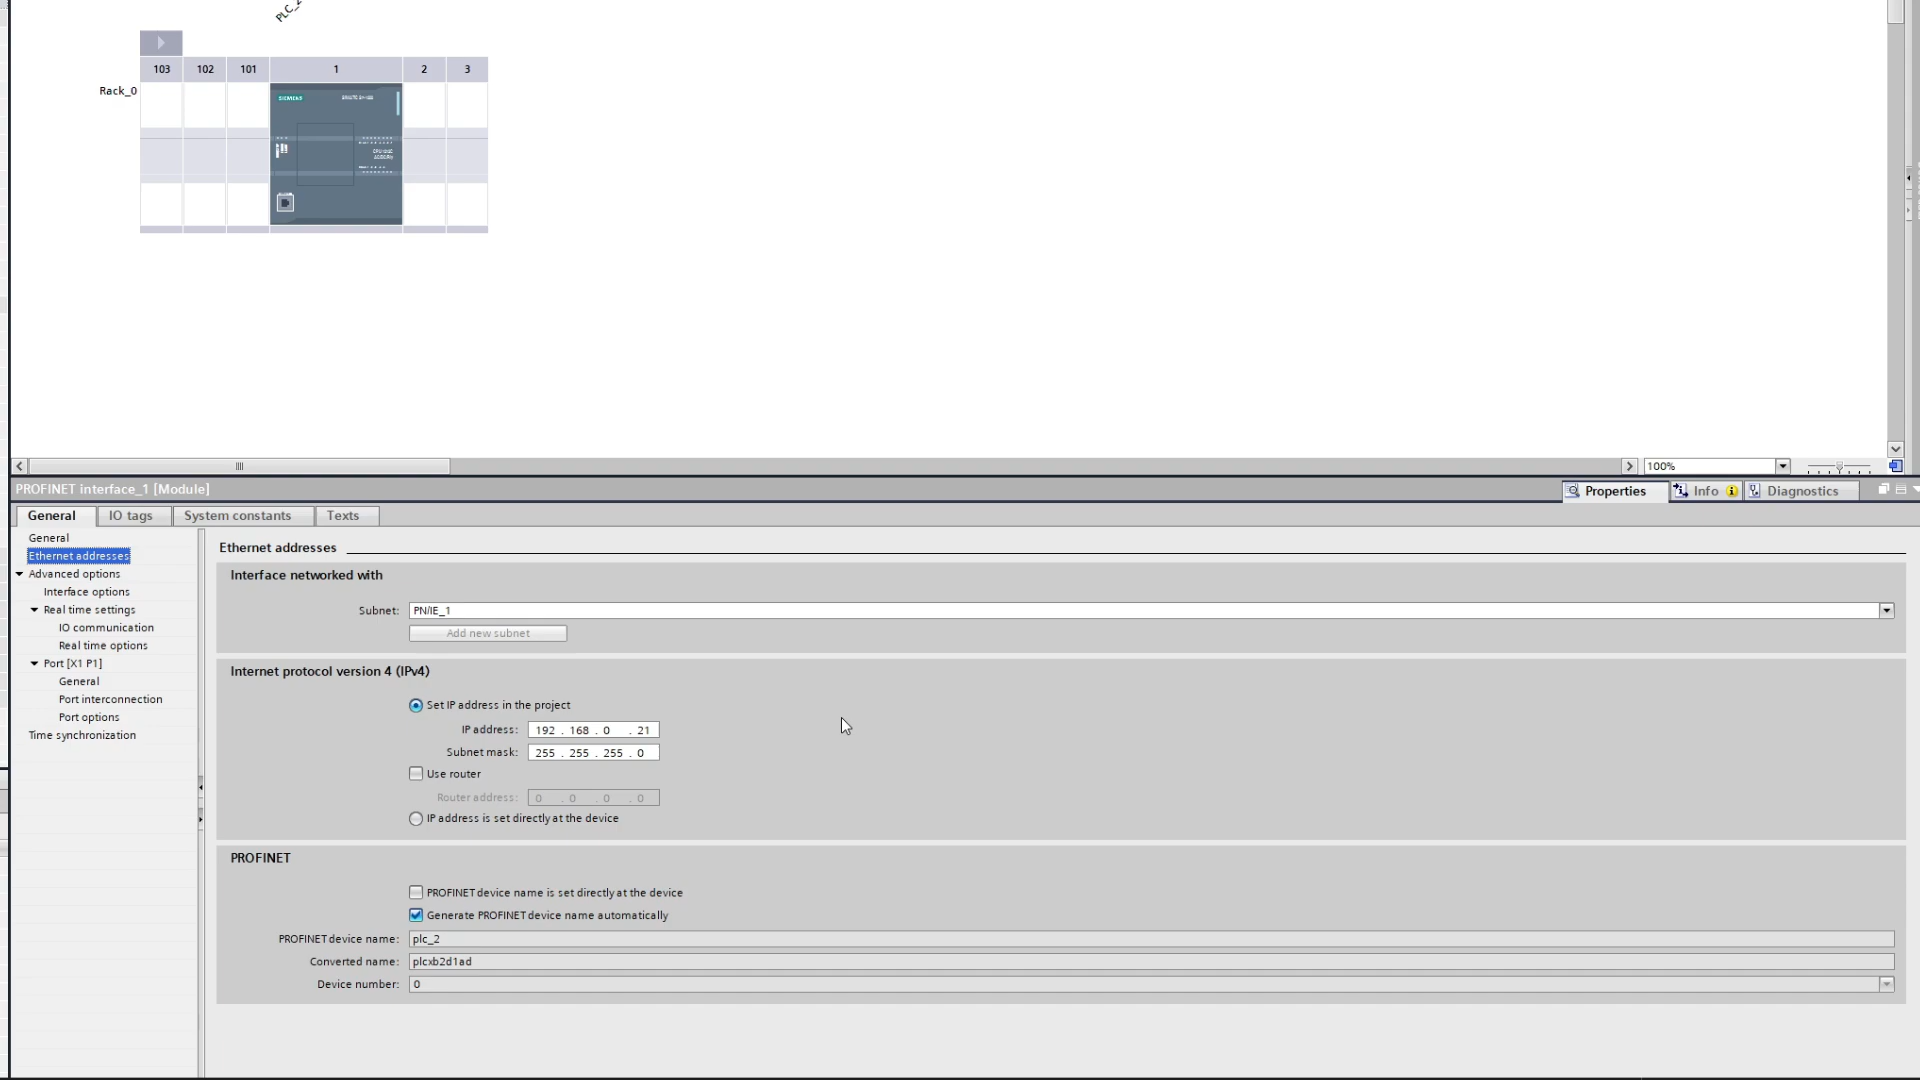 PLC_2
103 102 101 1 2 3
Rack_0
SIEMENS
100%
PROFINET interface_1 [Module]
Properties Info Diagnostics
General IO tags System constants Texts
General
Ethernet addresses
Advanced options
Interface options
Real time settings
IO communication
Real time options
Port [X1 P1]
General
Port interconnection
Port options
Time synchronization
Ethernet addresses
Interface networked with
Subnet: PN/IE_1
Add new subnet
Internet protocol version 4 (IPv4)
Set IP address in the project
IP address: 192 . 168 . 0 . 21
Subnet mask: 255 . 255 . 255 . 0
Use router
Router address: 0 . 0 . 0 . 0
IP address is set directly at the device
PROFINET
PROFINET device name is set directly at the device
Generate PROFINET device name automatically
PROFINET device name: plc_2
Converted name: plcxb2d1ad
Device number: 0